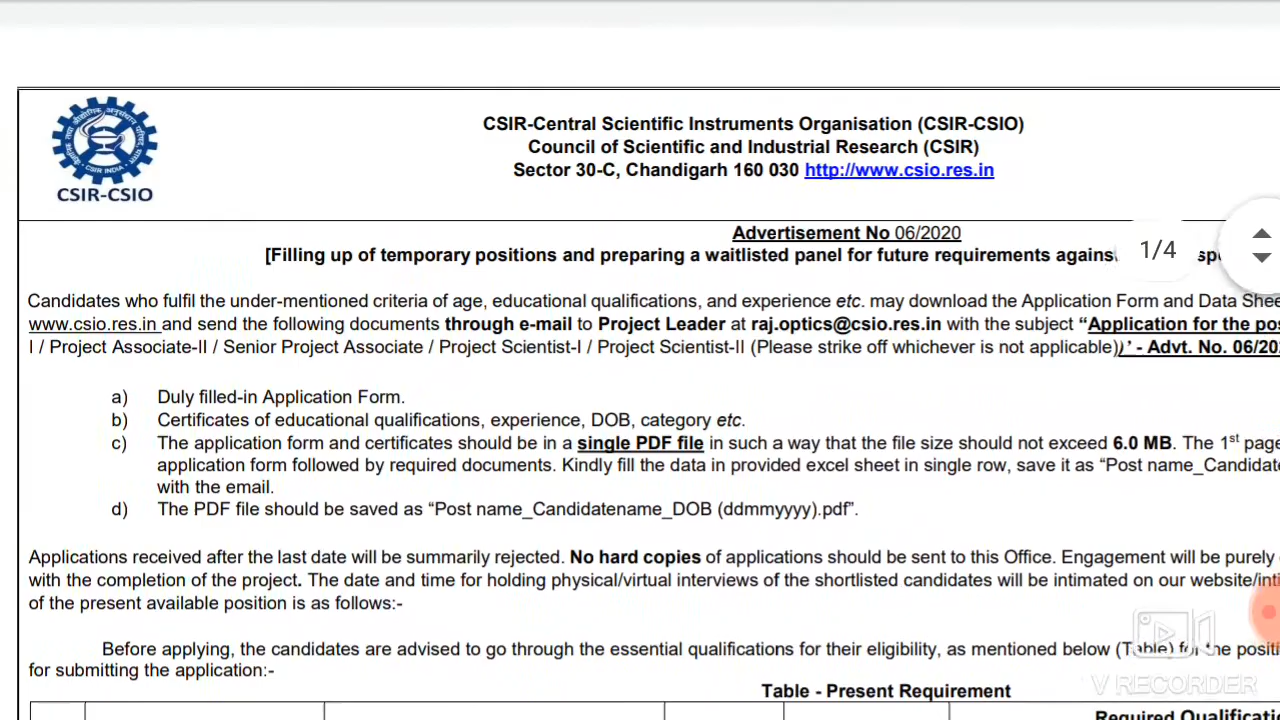 CSIR-CSIO
CSIR-Central Scientific Instruments Organisation (CSIR-CSIO)
Council of Scientific and Industrial Research (CSIR)
Sector 30-C, Chandigarh 160 030 http://www.csio.res.in
Advertisement No 06/2020
[Filling up of temporary positions and preparing a waitlisted panel for future requirements agains
1/4
Candidates who fulfil the under-mentioned criteria of age, educational qualifications, and experience etc. may download the Application Form and Data Shee
www.csio.res.in and send the following documents through e-mail to Project Leader at raj.optics@csio.res.in with the subject “Application for the pos
I / Project Associate-II / Senior Project Associate / Project Scientist-I / Project Scientist-II (Please strike off whichever is not applicable))’ - Advt. No. 06/20
a) Duly filled-in Application Form.
b) Certificates of educational qualifications, experience, DOB, category etc.
c) The application form and certificates should be in a single PDF file in such a way that the file size should not exceed 6.0 MB. The 1st page
application form followed by required documents. Kindly fill the data in provided excel sheet in single row, save it as “Post name_Candidat
with the email.
d) The PDF file should be saved as “Post name_Candidatename_DOB (ddmmyyyy).pdf”.
Applications received after the last date will be summarily rejected. No hard copies of applications should be sent to this Office. Engagement will be purely
with the completion of the project. The date and time for holding physical/virtual interviews of the shortlisted candidates will be intimated on our website/inti
of the present available position is as follows:-
Before applying, the candidates are advised to go through the essential qualifications for their eligibility, as mentioned below (Table) for the positi
for submitting the application:-
V RECORDER
Table - Present Requirement
Required Qualificati